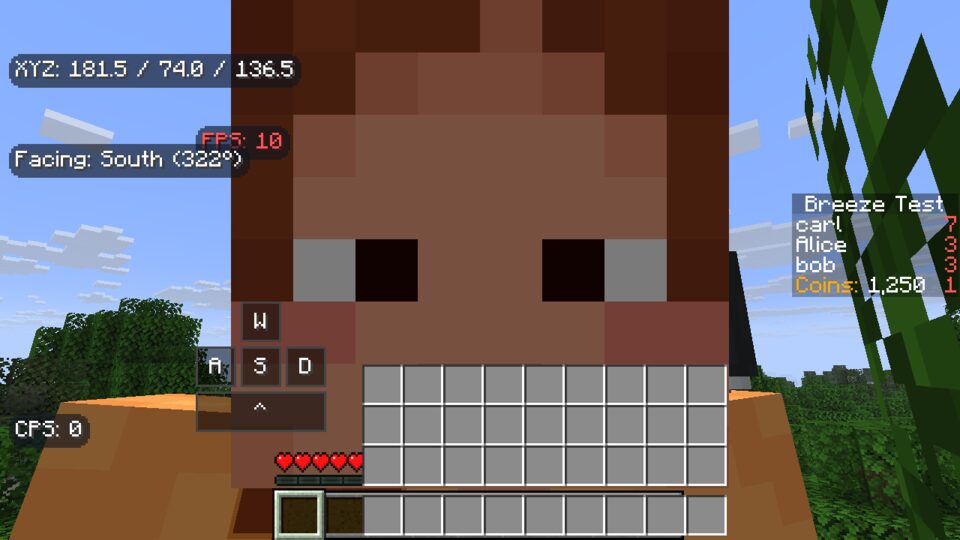 XYZ: 181.5 / 74.0 / 136.5
FPS: 10
Facing: South (322°)
Breeze Test
carl 7
Alice 3
bob 3
Coins: 1,250 1
W
A S D
^
CPS: 0